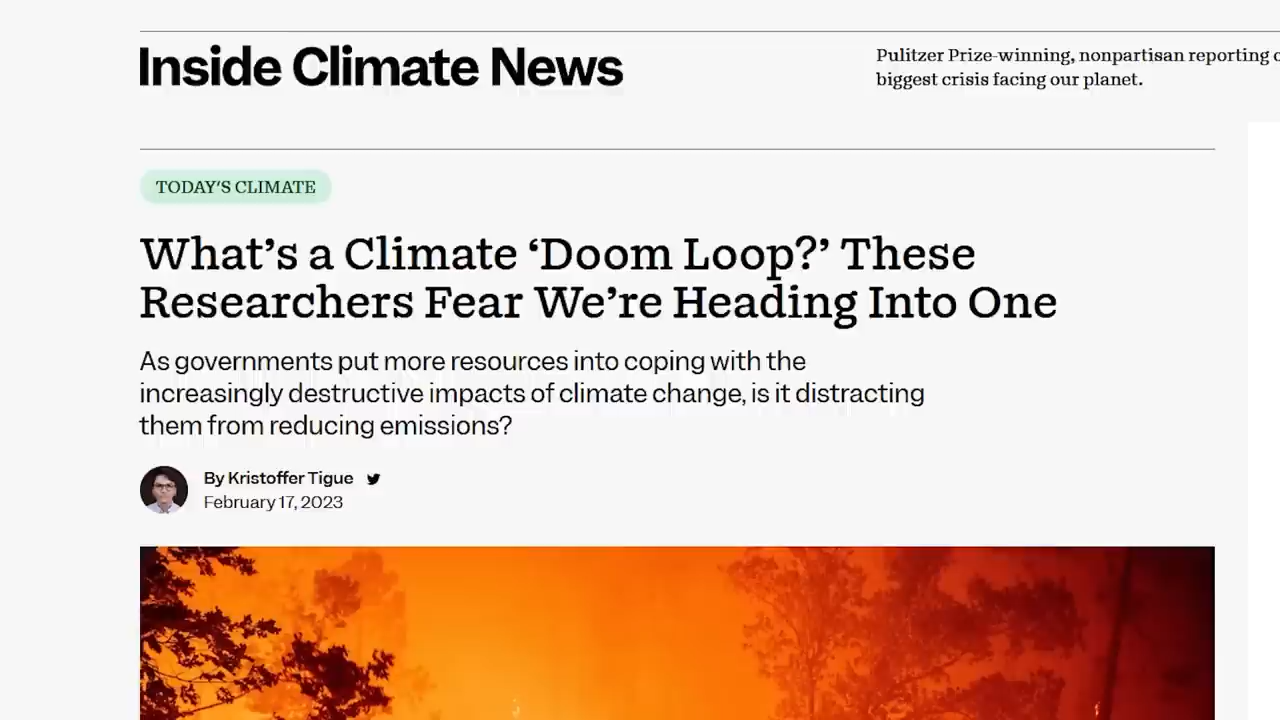 Inside Climate News
Pulitzer Prize-winning, nonpartisan reporting
biggest crisis facing our planet.
TODAY'S CLIMATE
What’s a Climate ‘Doom Loop?’ These
Researchers Fear We’re Heading Into One
As governments put more resources into coping with the
increasingly destructive impacts of climate change, is it distracting
them from reducing emissions?
By Kristoffer Tigue
February 17, 2023